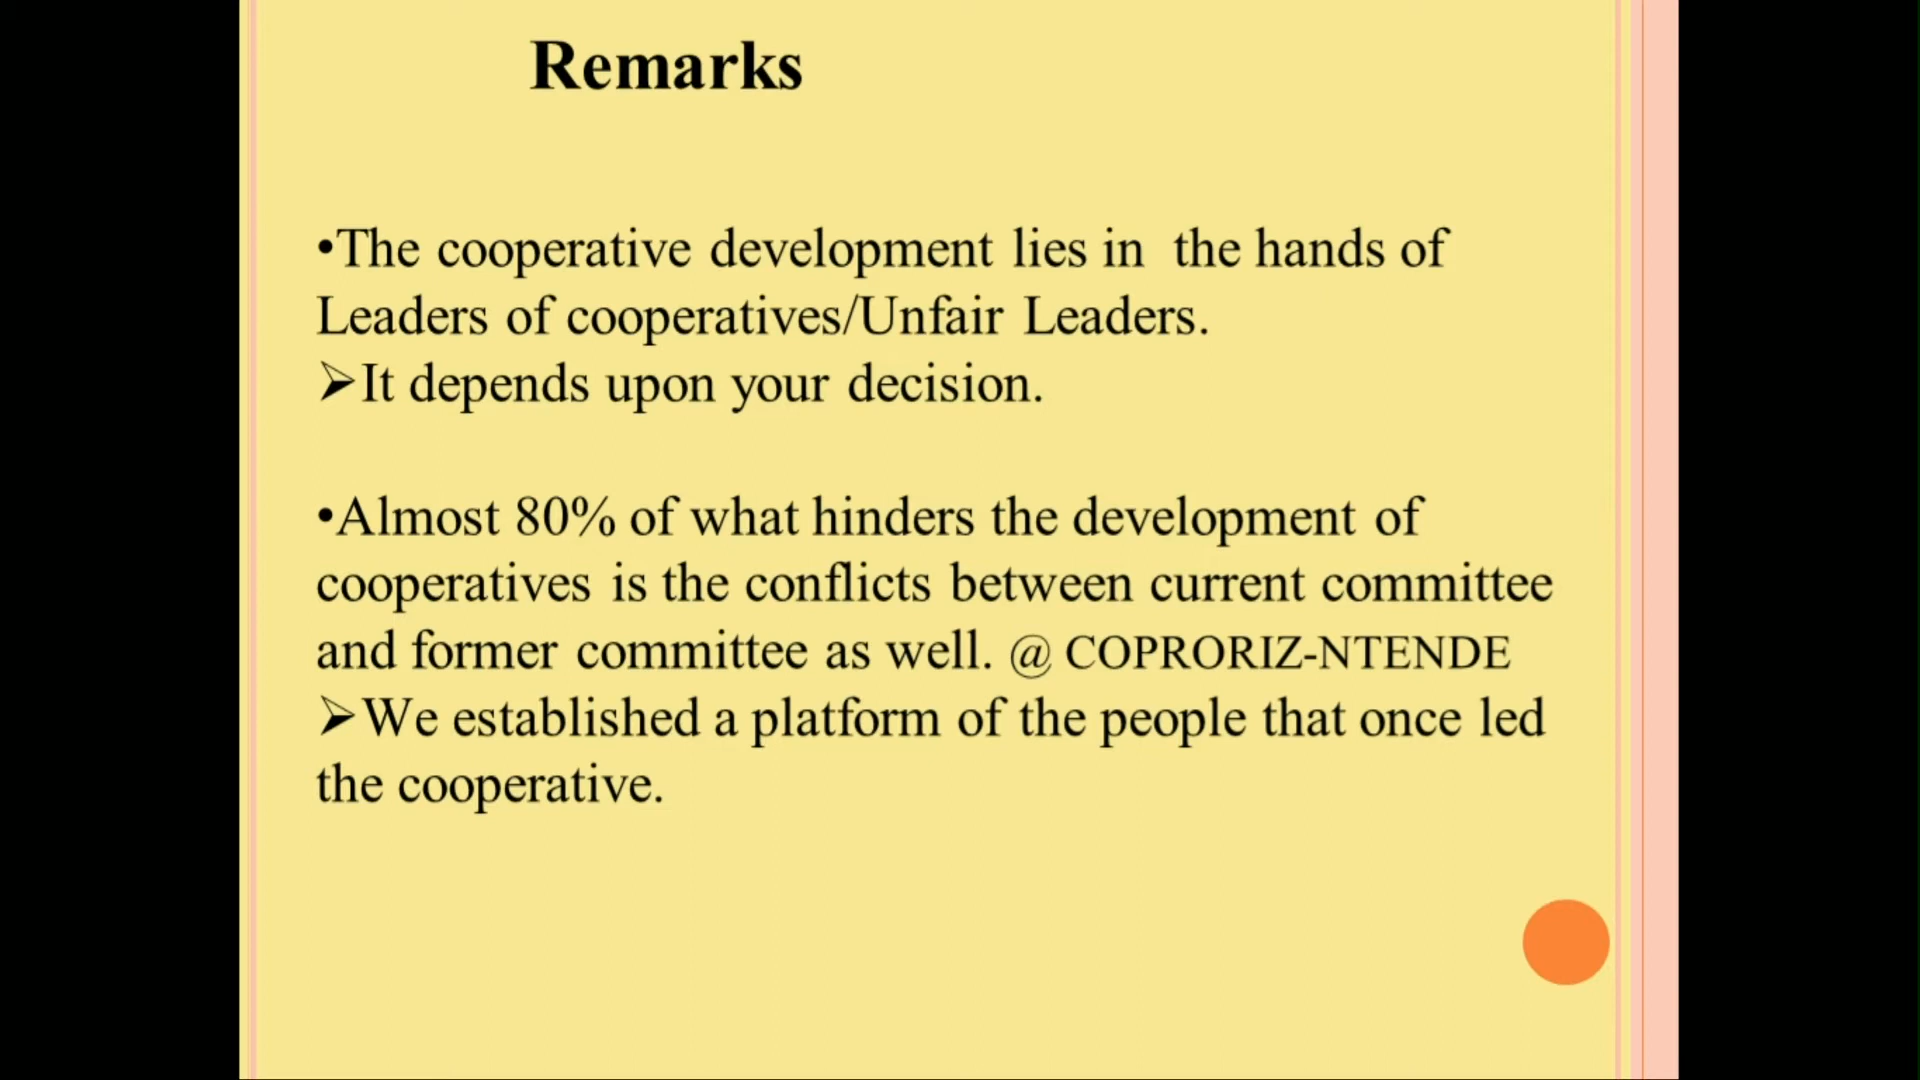 Remarks
•The cooperative development lies in the hands of
Leaders of cooperatives/Unfair Leaders.
➢It depends upon your decision.
•Almost 80% of what hinders the development of
cooperatives is the conflicts between current committee
and former committee as well. @ COPRORIZ-NTENDE
➢We established a platform of the people that once led
the cooperative.